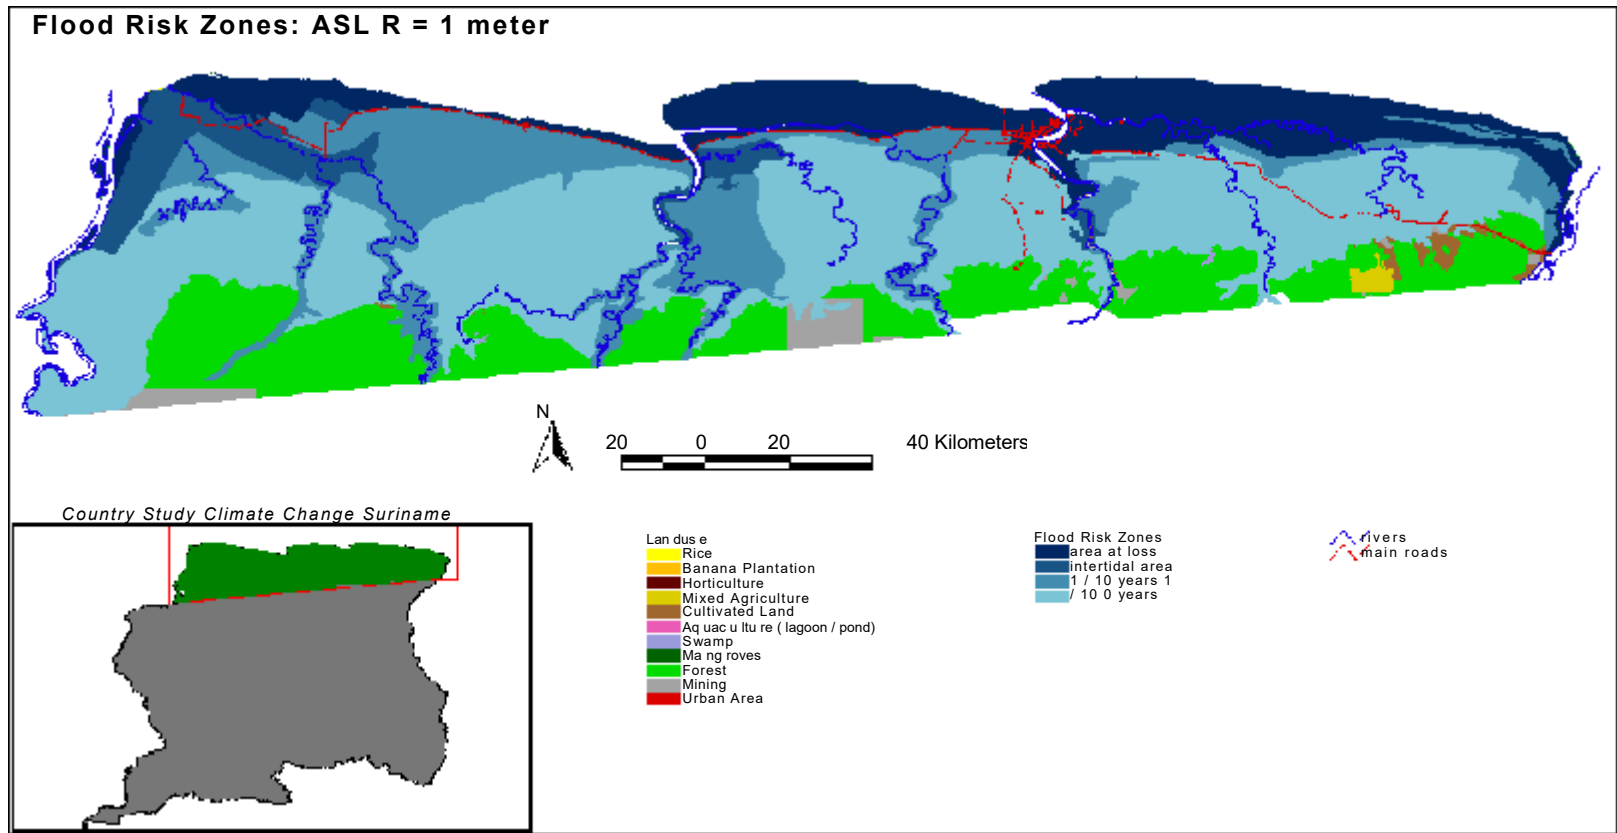 Flood Risk Zones: ASL R = 1 meter
N
20 0 20 40 Kilometers
Country Study Climate Change Suriname
Lan dus e
Rice
Banana Plantation
Horticulture
Mixed Agriculture
Cultivated Land
Aq uac u ltu re ( lagoon / pond)
Swamp
Ma ng roves
Forest
Mining
Urban Area
Flood Risk Zones
area at loss
intertidal area
1 / 10 years 1
/ 10 0 years
rivers
main roads